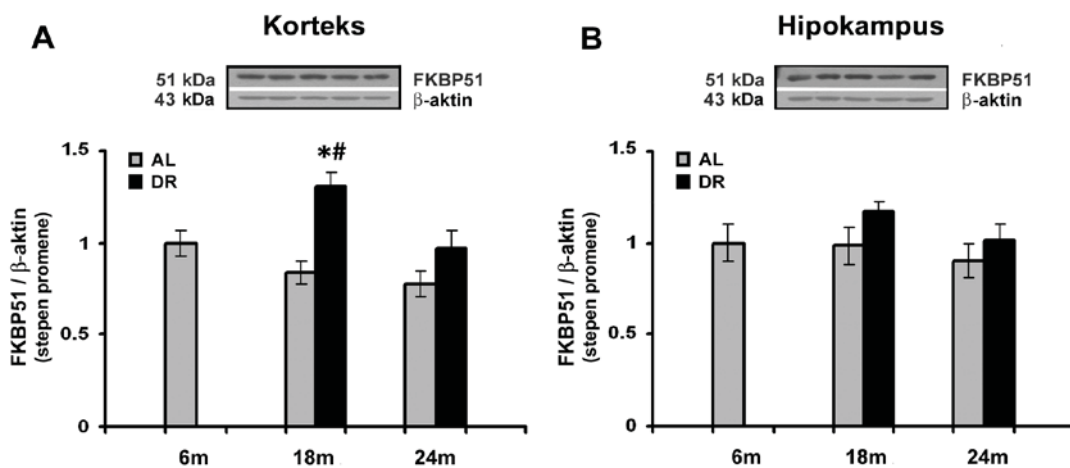 A
Korteks
51 kDa
FKBP51
43 kDa
β-aktin
FKBP51 / β-aktin
(stepen promene)
1.5
1
0.5
0
AL
DR
*#
6m
18m
24m
B
Hipokampus
51 kDa
FKBP51
43 kDa
β-aktin
FKBP51 / β-aktin
(stepen promene)
1.5
1
0.5
0
AL
DR
6m
18m
24m